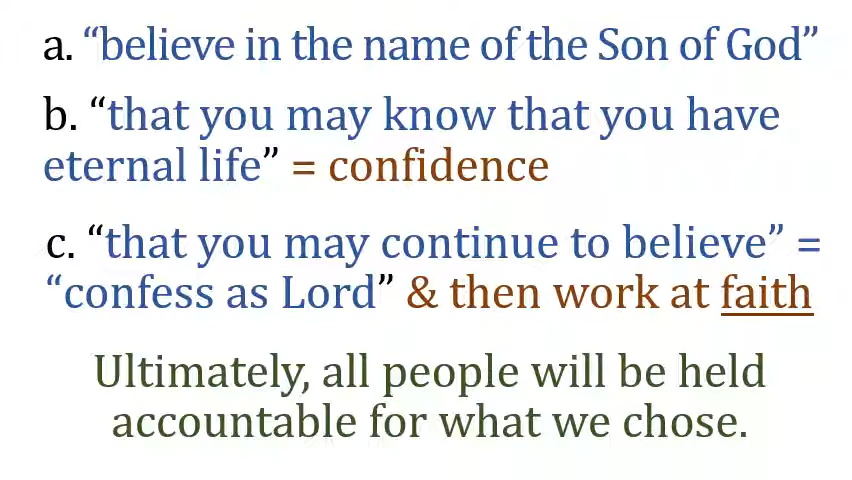 a. “believe in the name of the Son of God”
b. “that you may know that you have
eternal life” = confidence
c. “that you may continue to believe” =
“confess as Lord” & then work at faith
Ultimately, all people will be held
accountable for what we chose.